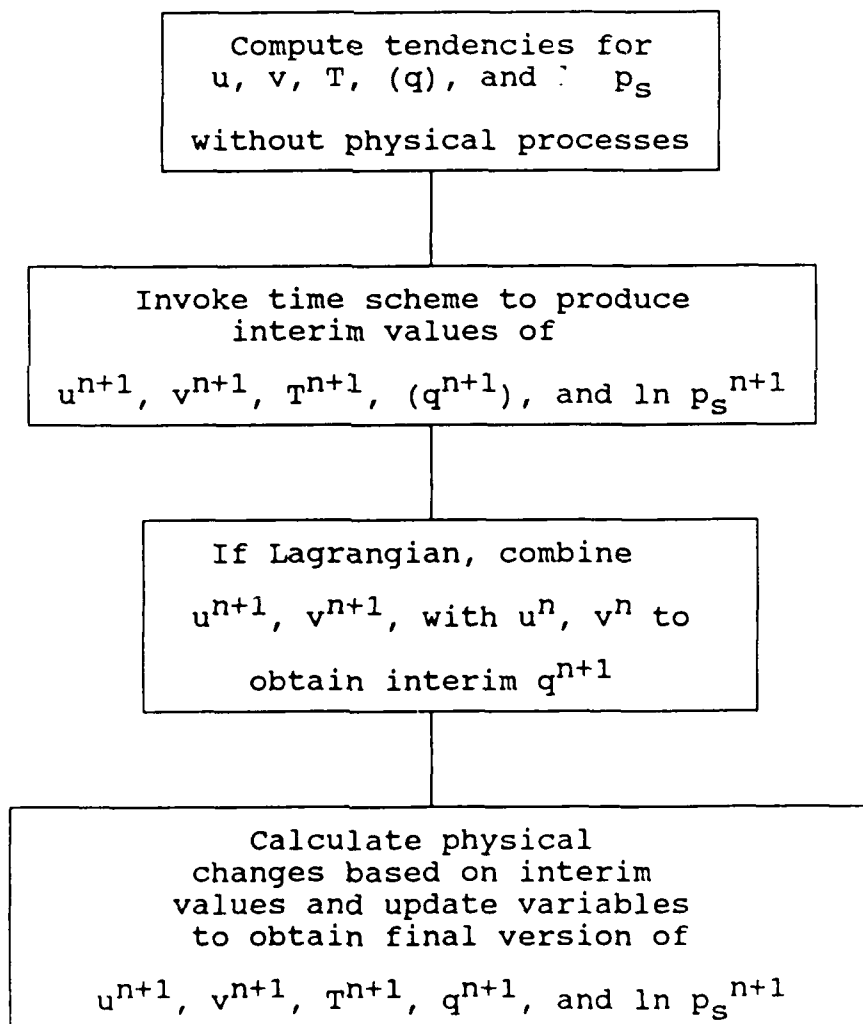 Compute tendencies for
u, v, T, (q), and p_s
without physical processes
Invoke time scheme to produce
interim values of
u^{n+1}, v^{n+1}, T^{n+1}, (q^{n+1}), and ln p_s^{n+1}
If Lagrangian, combine
u^{n+1}, v^{n+1}, with u^n, v^n to
obtain interim q^{n+1}
Calculate physical
changes based on interim
values and update variables
to obtain final version of
u^{n+1}, v^{n+1}, T^{n+1}, q^{n+1}, and ln p_s^{n+1}